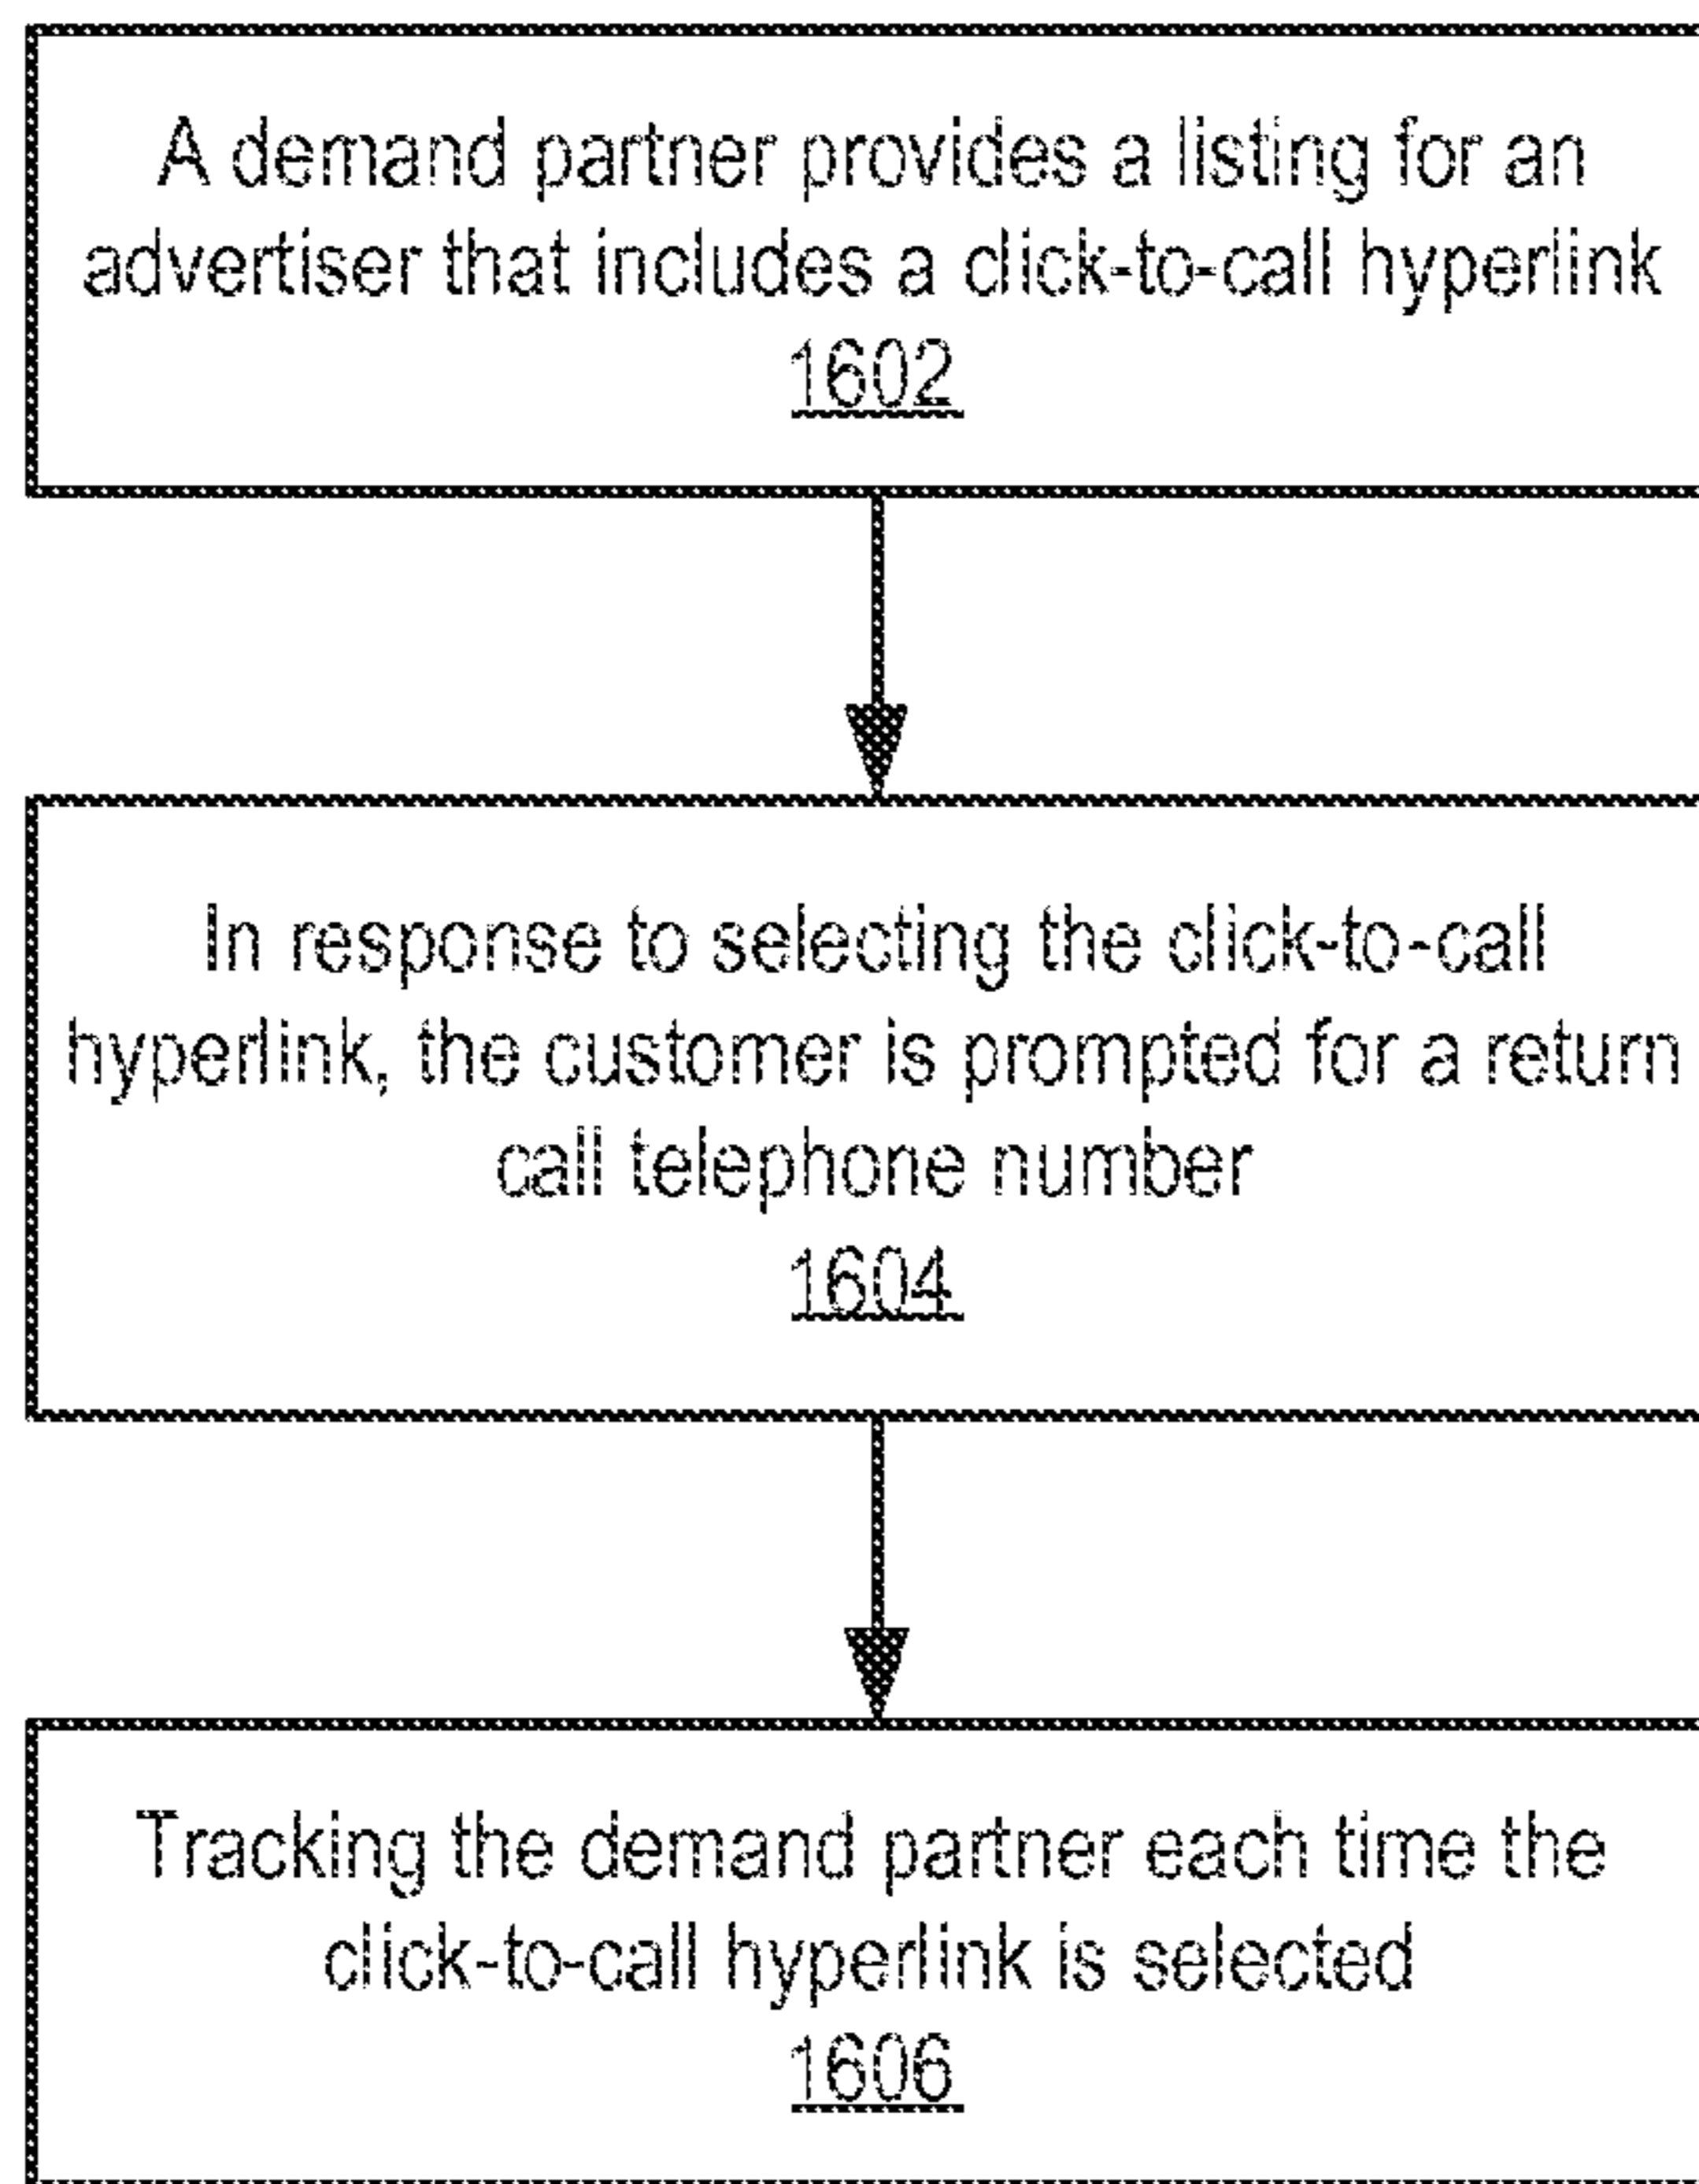 A demand partner provides a listing for an
advertiser that includes a click-to-call hyperlink
1602
In response to selecting the click-to-call
hyperlink, the customer is prompted for a return
call telephone number
1604
Tracking the demand partner each time the
click-to-call hyperlink is selected
1606